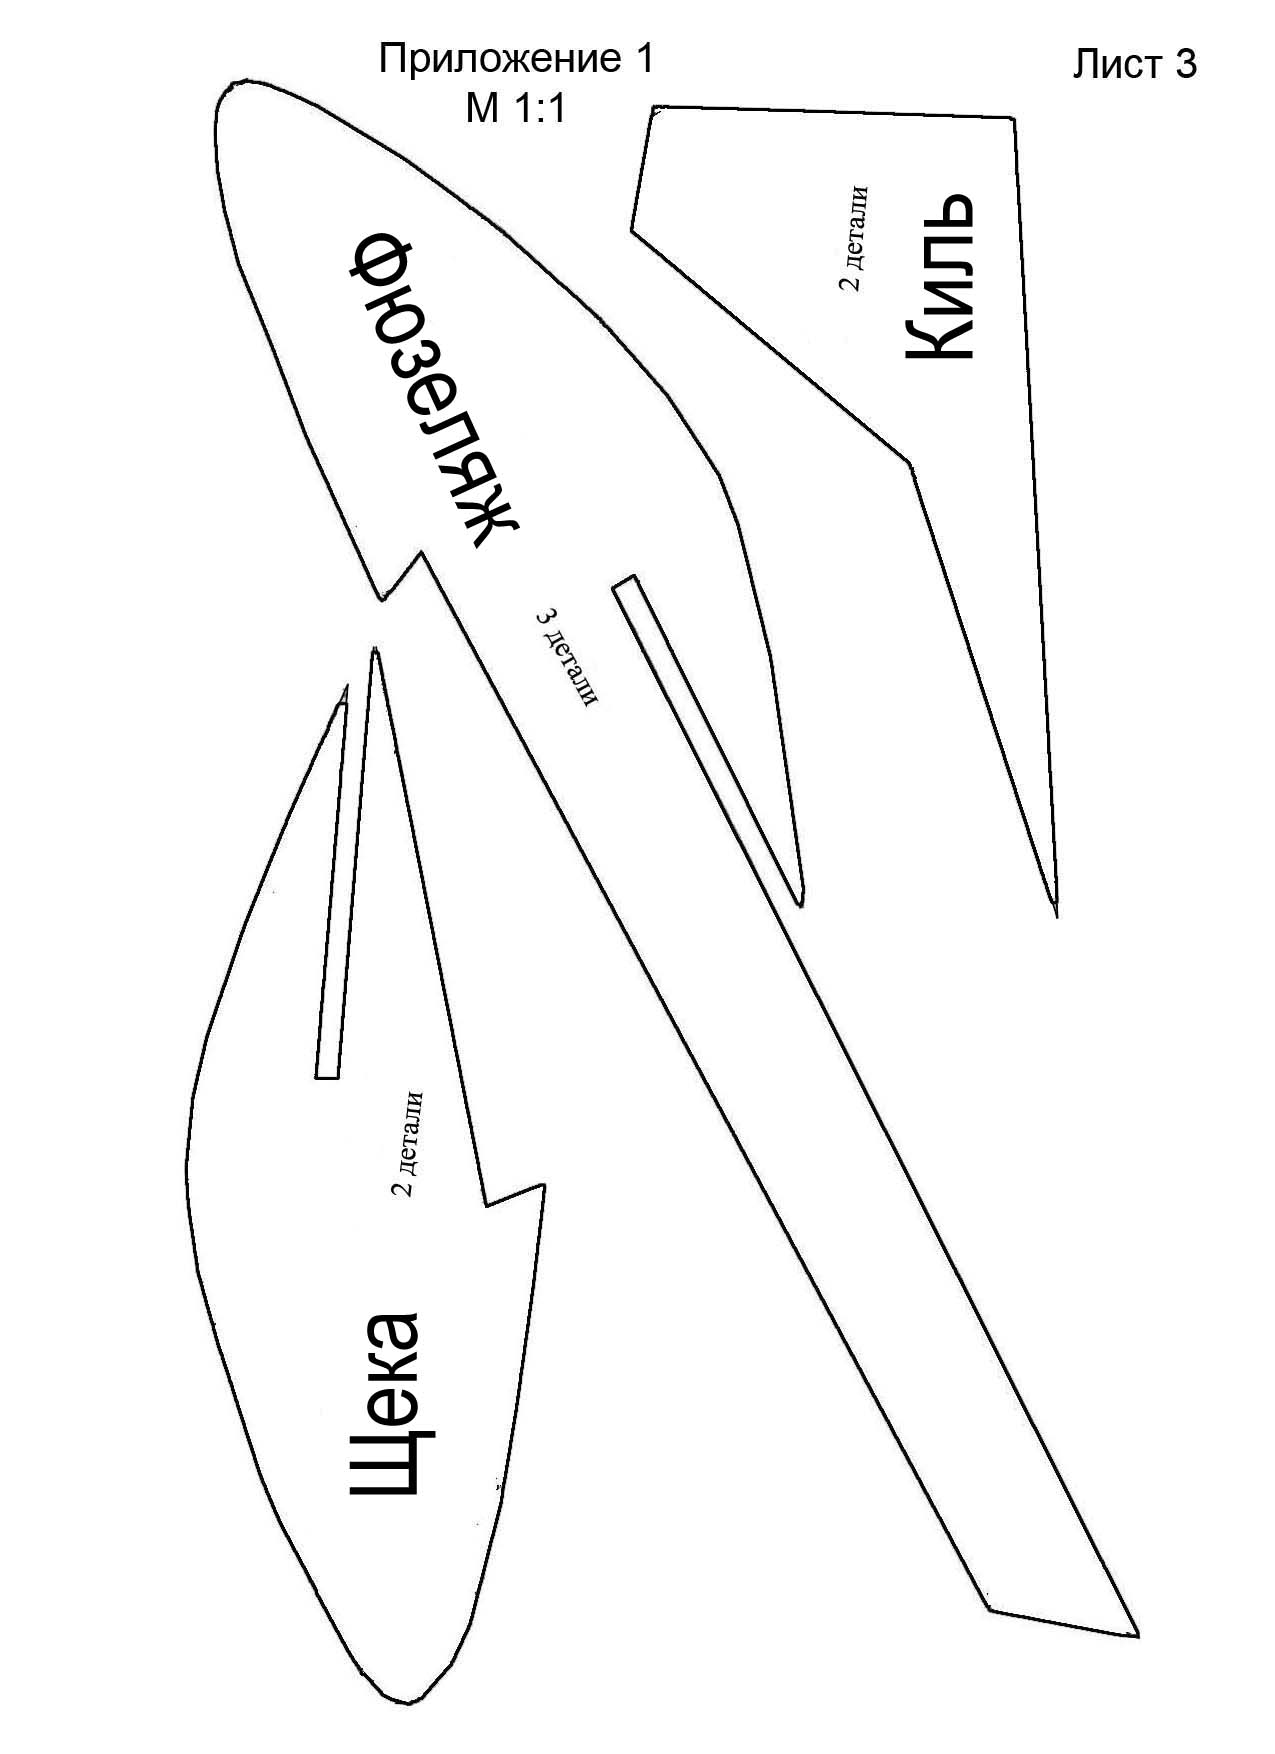 Приложение 1
М 1:1
Лист 3
Фюзеляж
3 детали
Киль
2 детали
Щека
2 детали